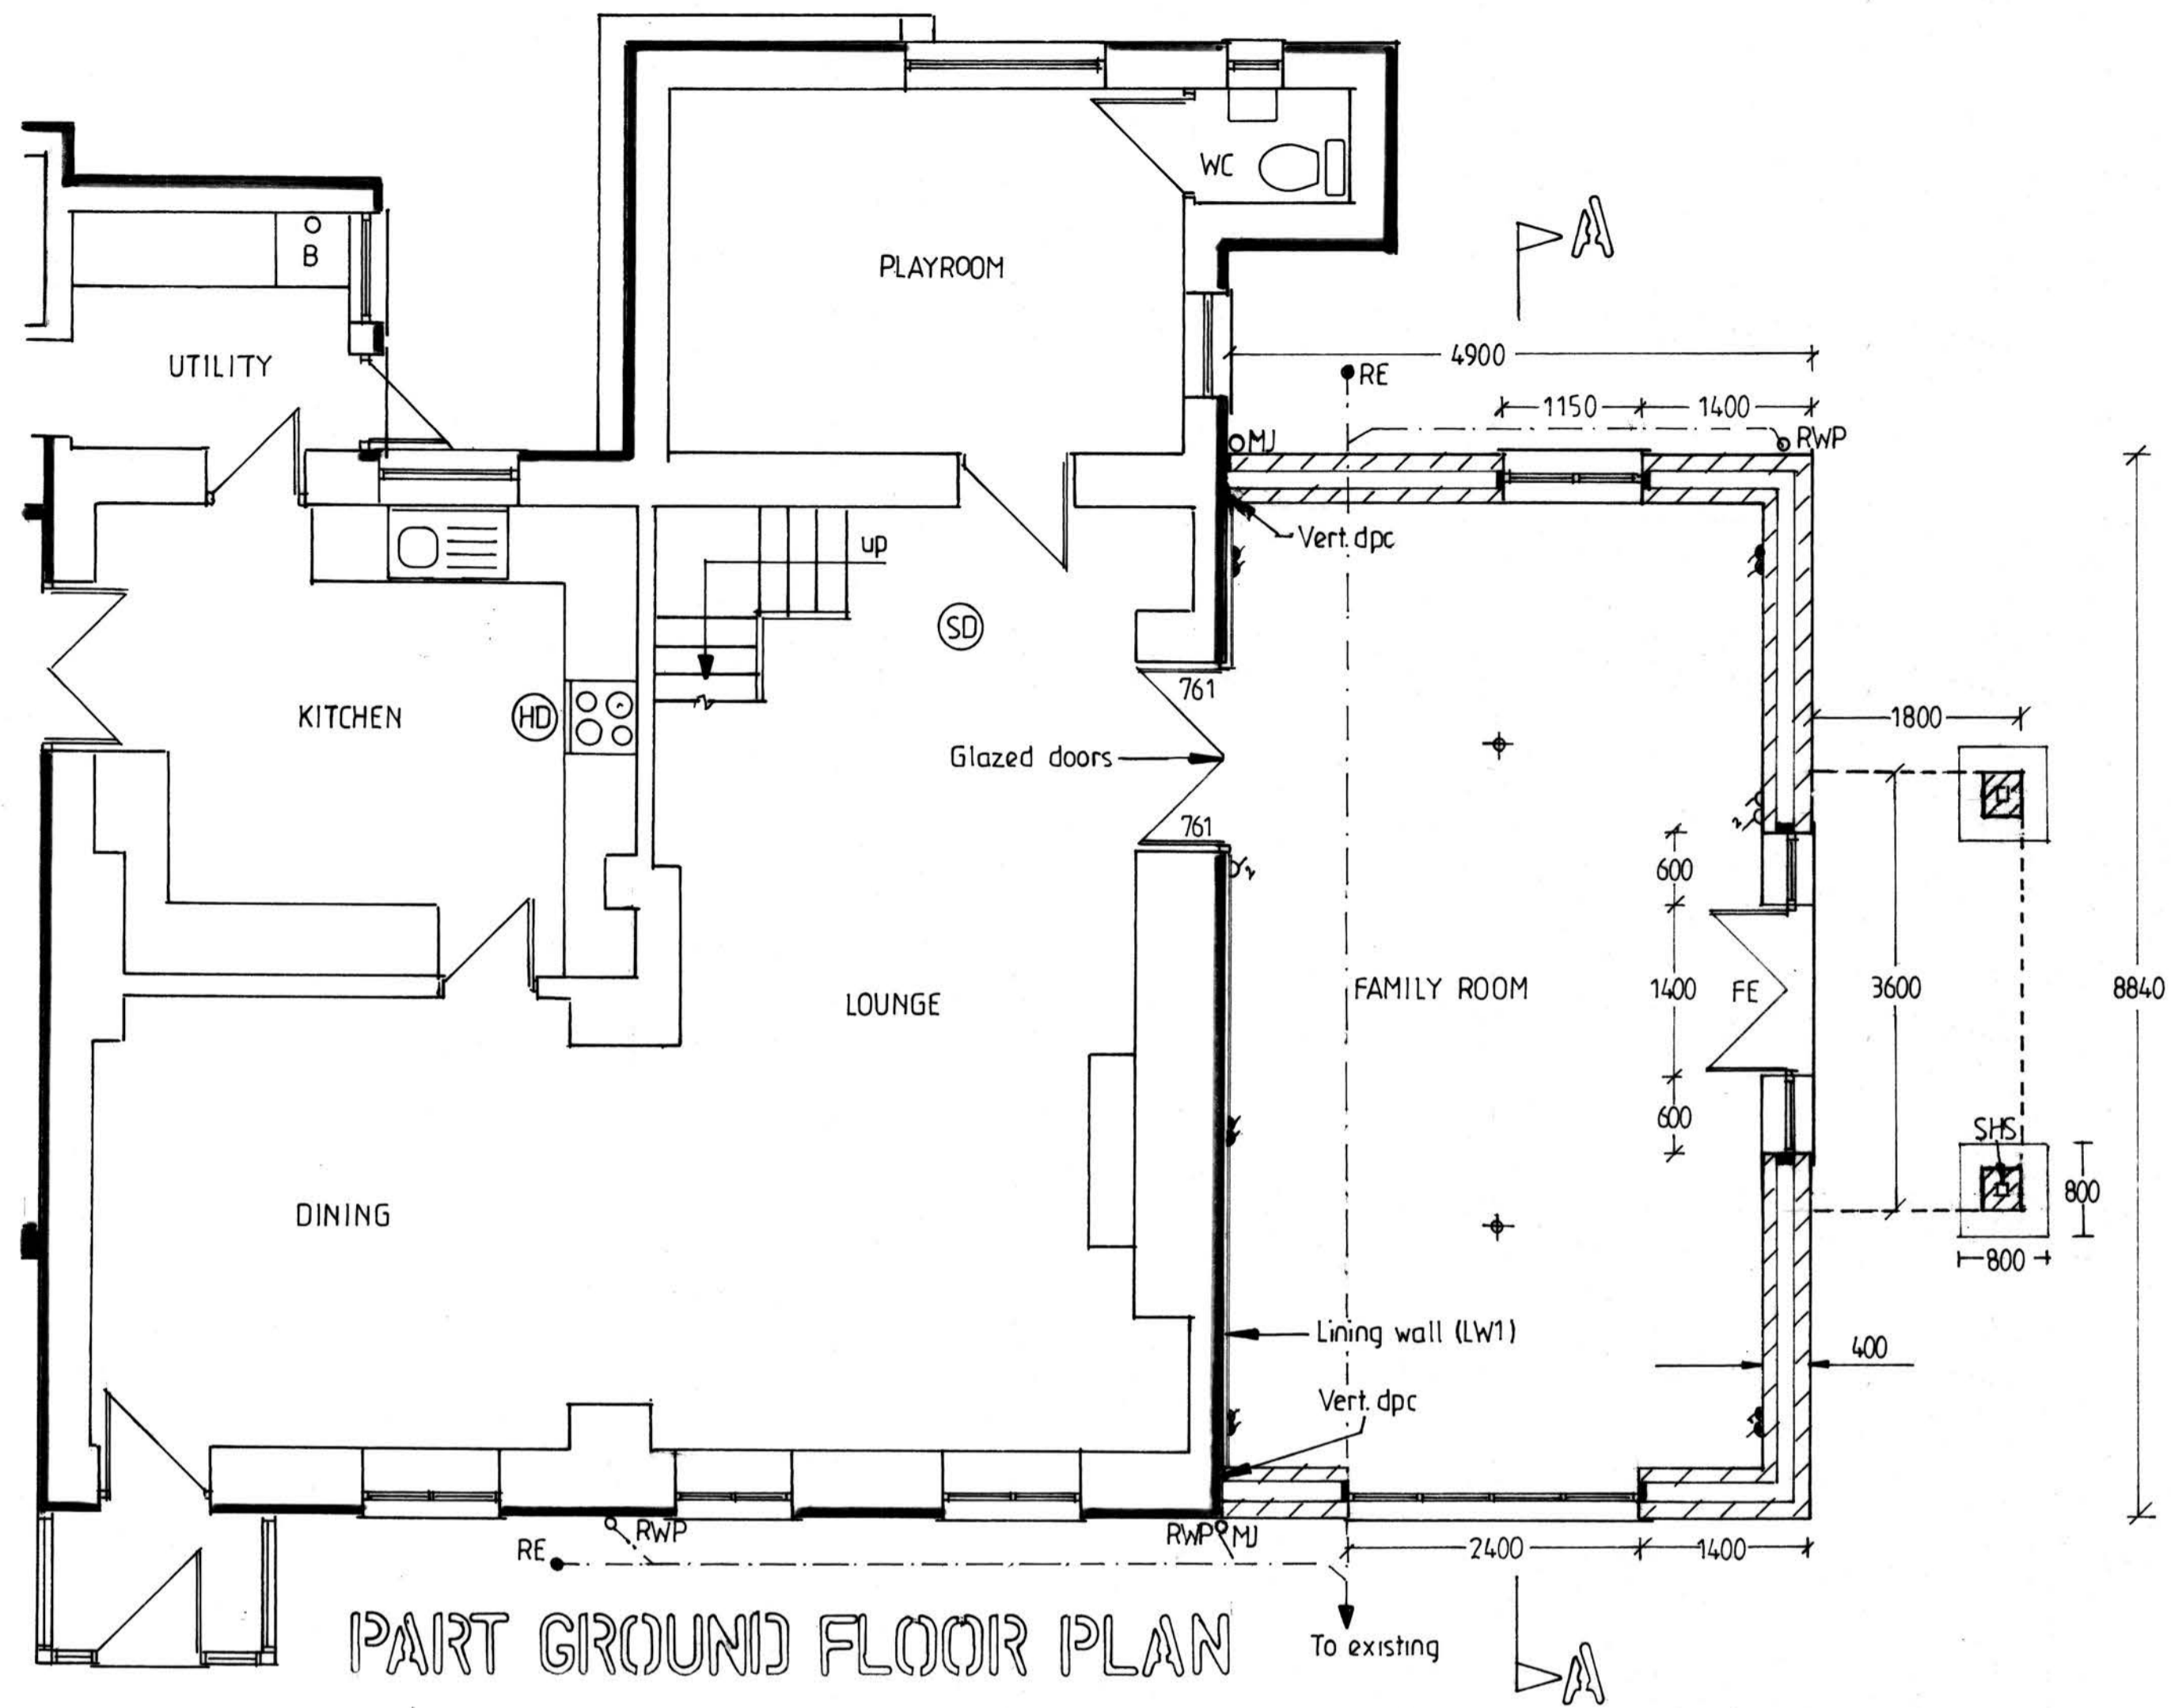 A
WC
B
PLAYROOM
4900
RE
UTILITY
1150
1400
MJ
RWP
Vert. dpc
up
SD
761
KITCHEN
HD
1800
Glazed doors
761
600
2
2
FAMILY ROOM
1400
FE
3600
8840
LOUNGE
600
SHS
800
DINING
800
Lining wall (LW1)
400
Vert. dpc
RWP
RWP
MJ
RE
2400
1400
To existing
PART GROUND FLOOR PLAN
A